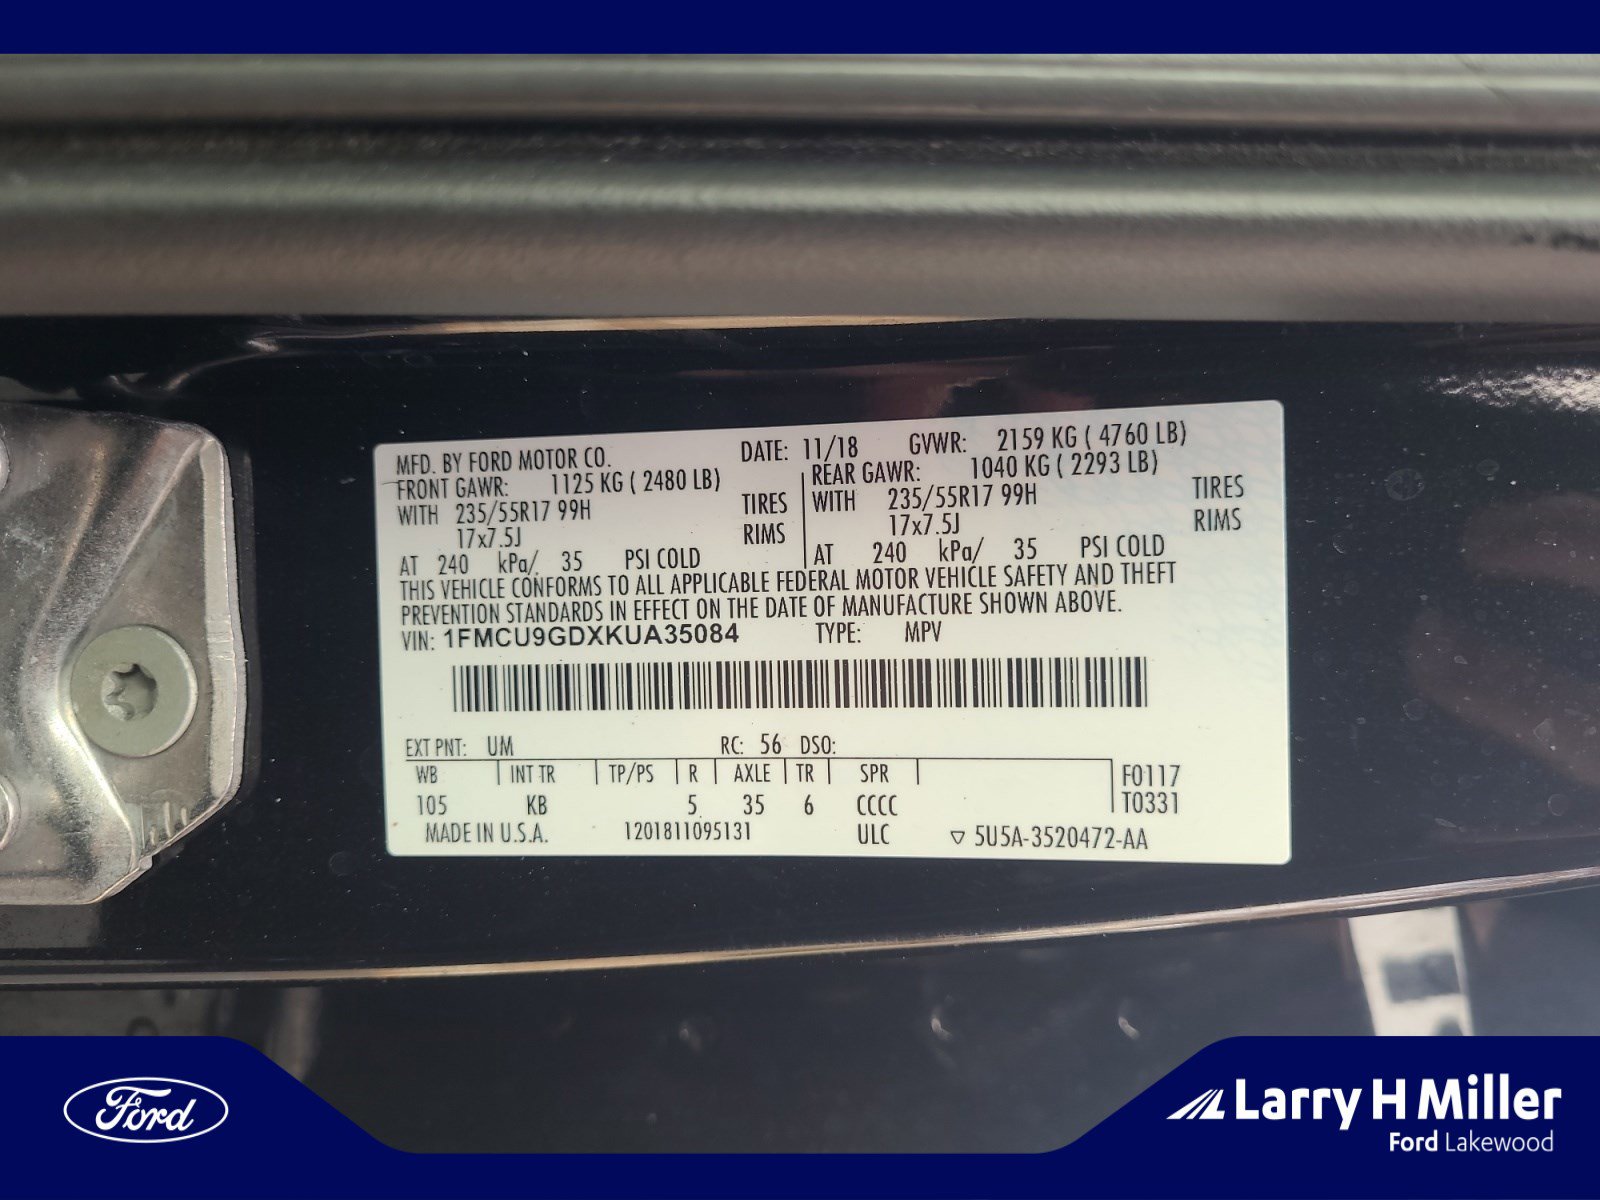 MFD. BY FORD MOTOR CO. DATE: 11/18 GVWR: 2159 KG ( 4760 LB)
FRONT GAWR: 1125 KG ( 2480 LB) REAR GAWR: 1040 KG ( 2293 LB)
WITH 235/55R17 99H TIRES WITH 235/55R17 99H TIRES
17x7.5J RIMS 17x7.5J RIMS
AT 240 kPa/ 35 PSI COLD AT 240 kPa/ 35 PSI COLD
THIS VEHICLE CONFORMS TO ALL APPLICABLE FEDERAL MOTOR VEHICLE SAFETY AND THEFT
PREVENTION STANDARDS IN EFFECT ON THE DATE OF MANUFACTURE SHOWN ABOVE.
VIN: 1FMCU9GDXKUA35084 TYPE: MPV
EXT PNT: UM RC: 56 DSO:
WB INT TR TP/PS R AXLE TR SPR F0117
105 KB 5 35 6 CCCC T0331
MADE IN U.S.A. 1201811095131 ULC ▽ 5U5A-3520472-AA
Ford
Larry H Miller
Ford Lakewood